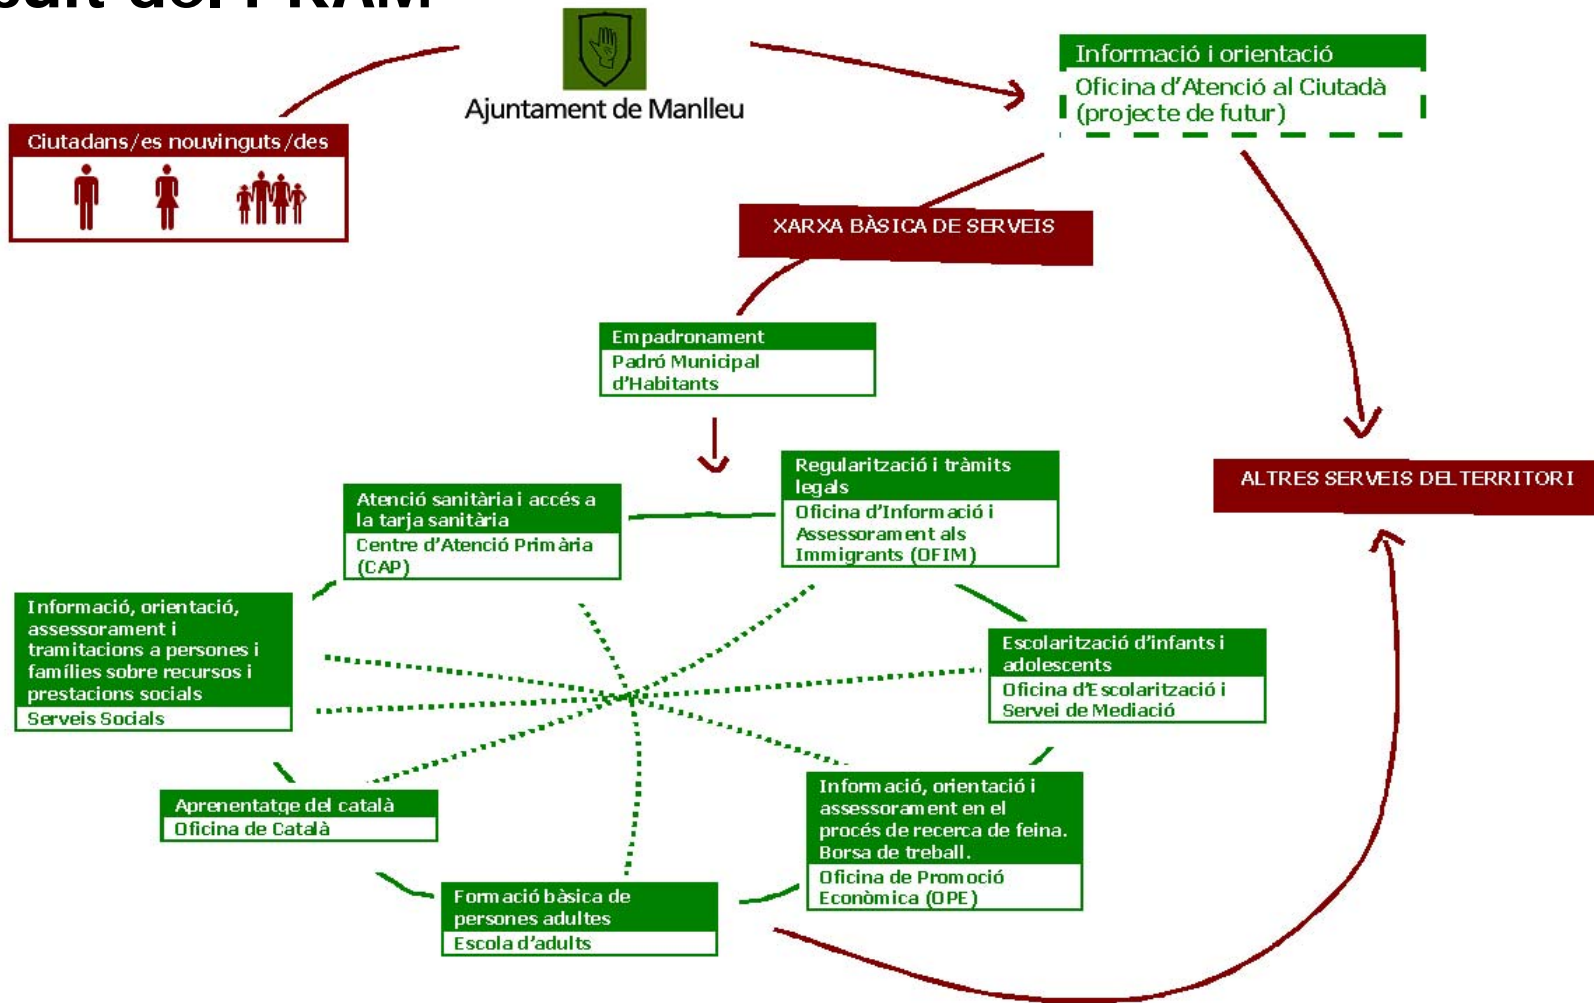 del PRAM
Ajuntament de Manlleu
Informació i orientació
Oficina d'Atenció al Ciutadà
(projecte de futur)
Ciutadans/es nouvinguts/des
XARXA BÀSICA DE SERVEIS
Empadronament
Padró Municipal
d'Habitants
Regularització i tràmits
legals
Oficina d'Informació i
Assessorament als
Immigrants (OFIM)
ALTRES SERVEIS DEL TERRITORI
Atenció sanitària i accés a
la tarja sanitària
Centre d'Atenció Primària
(CAP)
Informació, orientació,
assessorament i
tramitacions a persones i
famílies sobre recursos i
prestacions socials
Serveis Socials
Escolarització d'infants i
adolescents
Oficina d'Escolarització i
Servei de Mediació
Aprenentatge del català
Oficina de Català
Informació, orientació i
assessorament en el
procés de recerca de feina.
Borsa de treball.
Oficina de Promoció
Econòmica (OPE)
Formació bàsica de
persones adultes
Escola d'adults